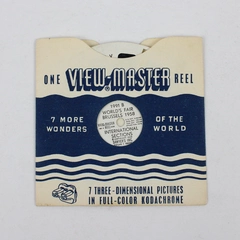 ONE VIEW-MASTER REEL
1991 B
WORLD'S FAIR
BRUSSELS 1958
7 MORE WONDERS
OF THE WORLD
INTERNATIONAL
SECTIONS
7 THREE-DIMENSIONAL PICTURES
IN FULL-COLOR KODACHROME